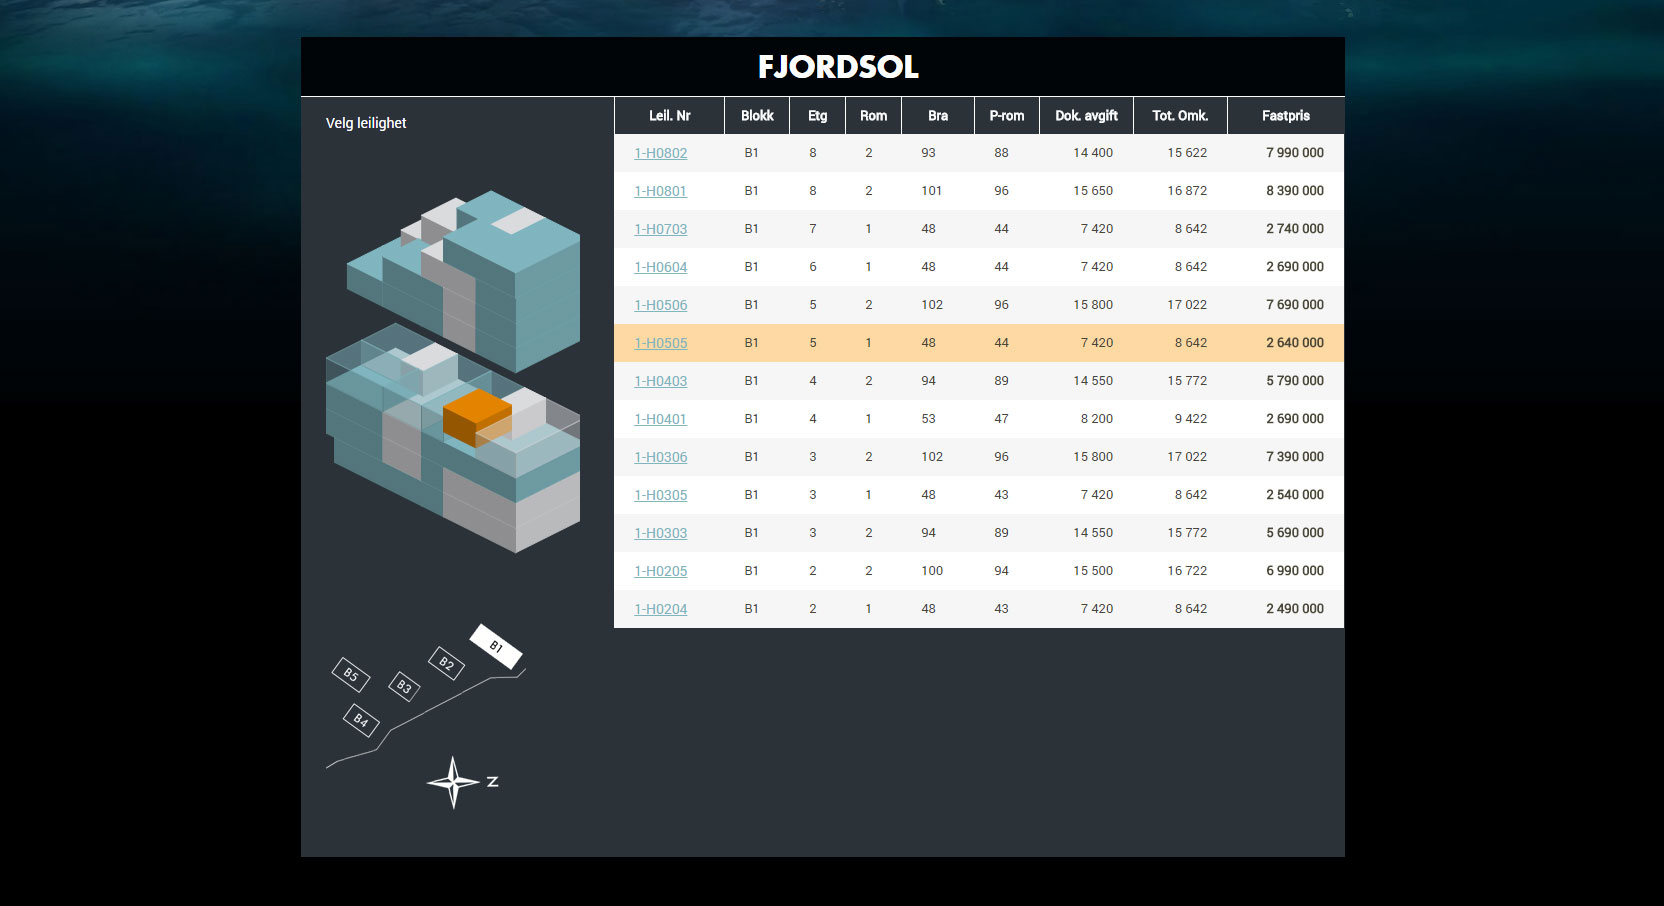 FJORDSOL
Velg leilighet
Leil. Nr Blokk Etg Rom Bra P-rom Dok. avgift Tot. Omk. Fastpris
1-H0802 B1 8 2 93 88 14 400 15 622 7 990 000
1-H0801 B1 8 2 101 96 15 650 16 872 8 390 000
1-H0703 B1 7 1 48 44 7 420 8 642 2 740 000
1-H0604 B1 6 1 48 44 7 420 8 642 2 690 000
1-H0506 B1 5 2 102 96 15 800 17 022 7 690 000
1-H0505 B1 5 1 48 44 7 420 8 642 2 640 000
1-H0403 B1 4 2 94 89 14 550 15 772 5 790 000
1-H0401 B1 4 1 53 47 8 200 9 422 2 690 000
1-H0306 B1 3 2 102 96 15 800 17 022 7 390 000
1-H0305 B1 3 1 48 43 7 420 8 642 2 540 000
1-H0303 B1 3 2 94 89 14 550 15 772 5 690 000
1-H0205 B1 2 2 100 94 15 500 16 722 6 990 000
1-H0204 B1 2 1 48 43 7 420 8 642 2 490 000
B1
B2
B5
B3
B4
N